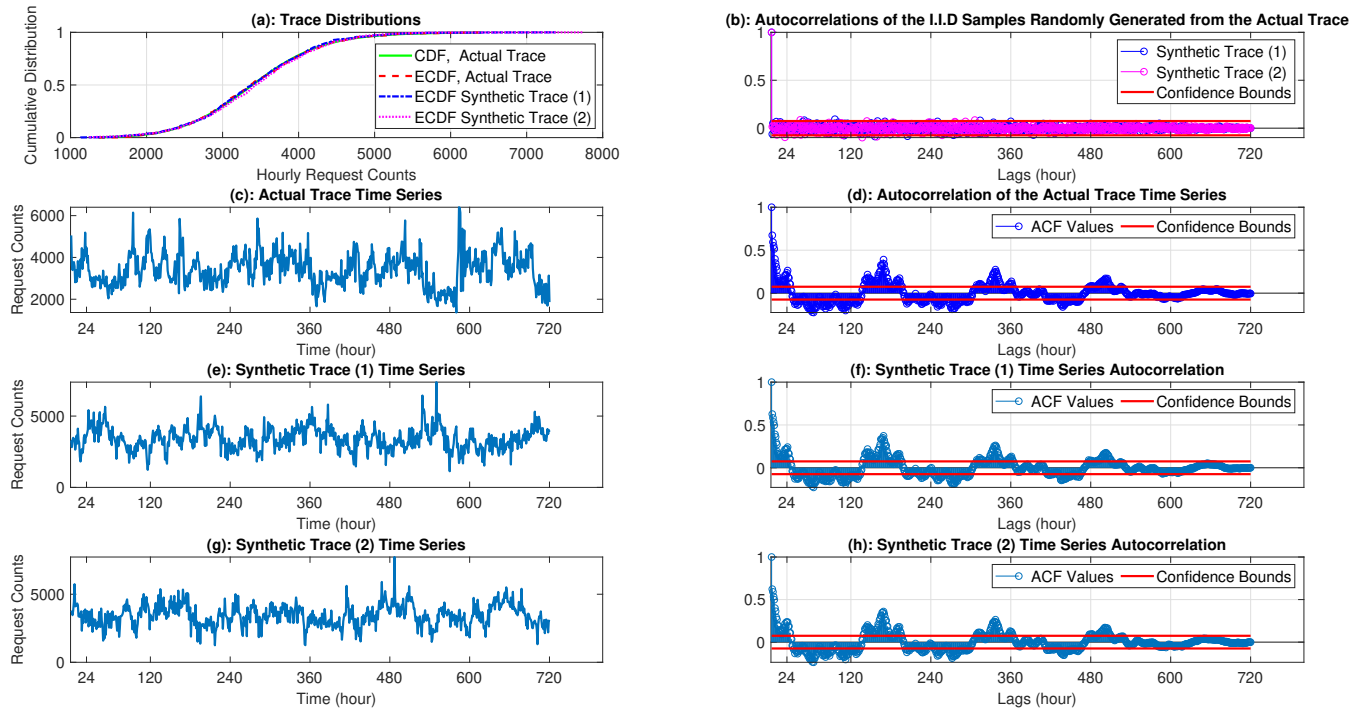 (a): Trace Distributions
Cumulative Distribution
1
0.5
0
CDF, Actual Trace
ECDF, Actual Trace
ECDF Synthetic Trace (1)
ECDF Synthetic Trace (2)
1000 2000 3000 4000 5000 6000 7000 8000
Hourly Request Counts
(b): Autocorrelations of the I.I.D Samples Randomly Generated from the Actual Trace
1
0.5
0
Synthetic Trace (1)
Synthetic Trace (2)
Confidence Bounds
24 120 240 360 480 600 720
Lags (hour)
(c): Actual Trace Time Series
Request Counts
6000
4000
2000
24 120 240 360 480 600 720
Time (hour)
(d): Autocorrelation of the Actual Trace Time Series
1
0.5
0
ACF Values Confidence Bounds
24 120 240 360 480 600 720
Lags (hour)
(e): Synthetic Trace (1) Time Series
Request Counts
5000
0
24 120 240 360 480 600 720
Time (hour)
(f): Synthetic Trace (1) Time Series Autocorrelation
1
0.5
0
ACF Values Confidence Bounds
24 120 240 360 480 600 720
Lags (hour)
(g): Synthetic Trace (2) Time Series
Request Counts
5000
0
24 120 240 360 480 600 720
Time (hour)
(h): Synthetic Trace (2) Time Series Autocorrelation
1
0.5
0
ACF Values Confidence Bounds
24 120 240 360 480 600 720
Lags (hour)